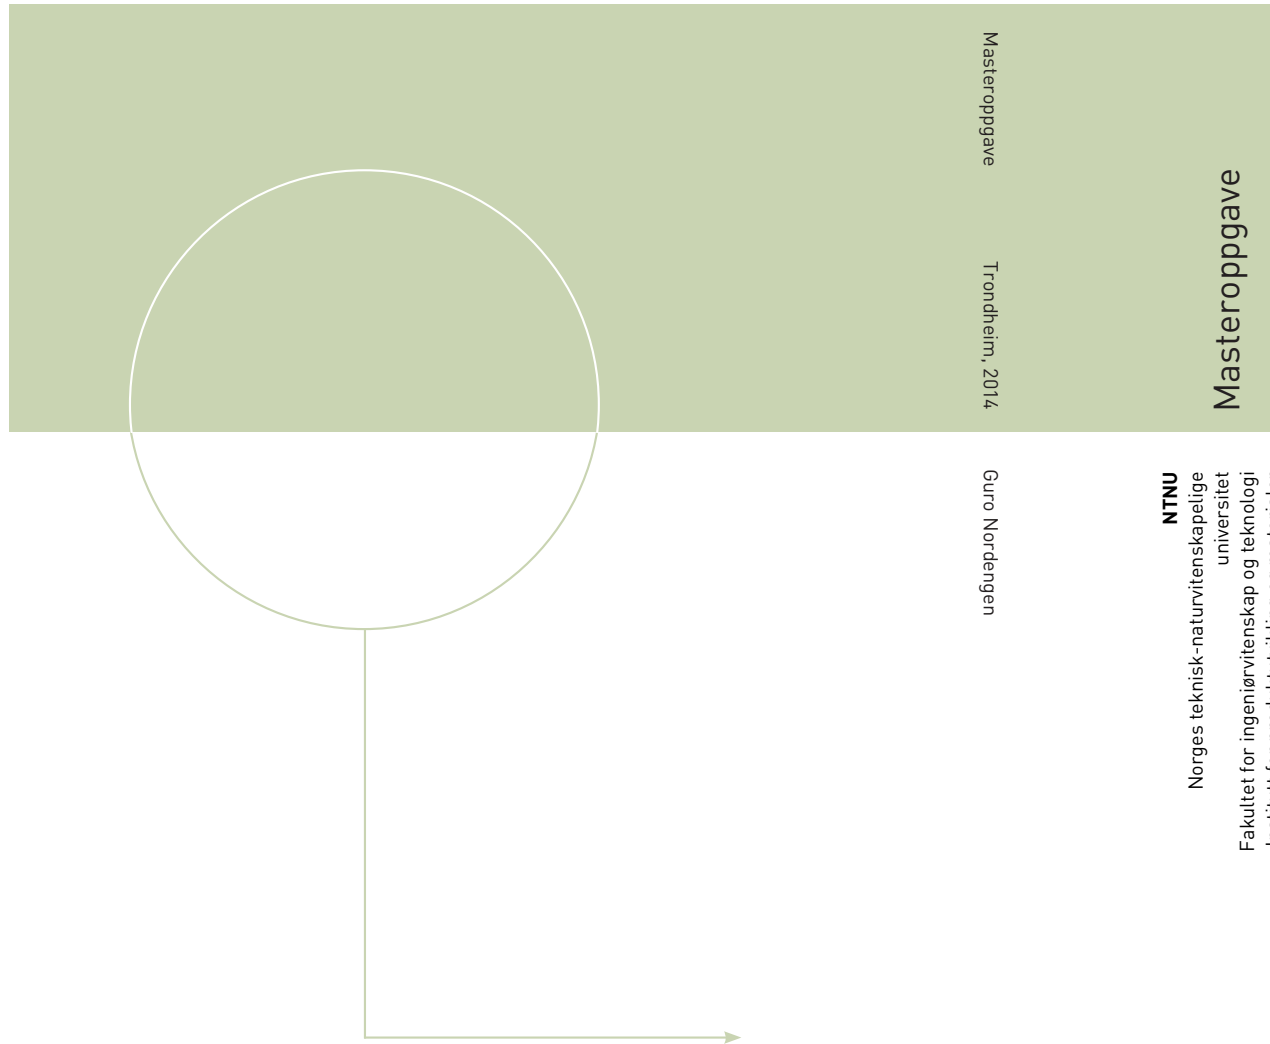 Masteroppgave
Trondheim, 2014
Guro Nordengen
Masteroppgave
NTNU
Norges teknisk-naturvitenskapelige
universitet
Fakultet for ingeniørvitenskap og teknologi